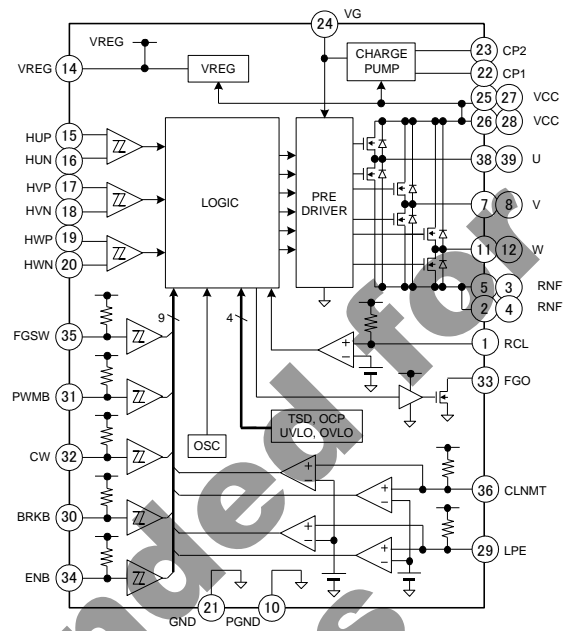 24 VG
VREG
CHARGE PUMP
23 CP2
22 CP1
VREG 14
VREG
25 27 VCC
26 28 VCC
HUP 15
HUN 16
38 39 U
HVP 17
HVN 18
LOGIC
PRE DRIVER
7 8 V
HWP 19
HWN 20
11 12 W
5 3 RNF
2 4 RNF
9
4
FGSW 35
1 RCL
33 FGO
PWMB 31
TSD, OCP
UVLO, OVLO
OSC
CW 32
36 CLNMT
BRKB 30
29 LPE
ENB 34
GND 21
PGND 10
+
−
+
−
+
−
+
−
+
−
nded for
s